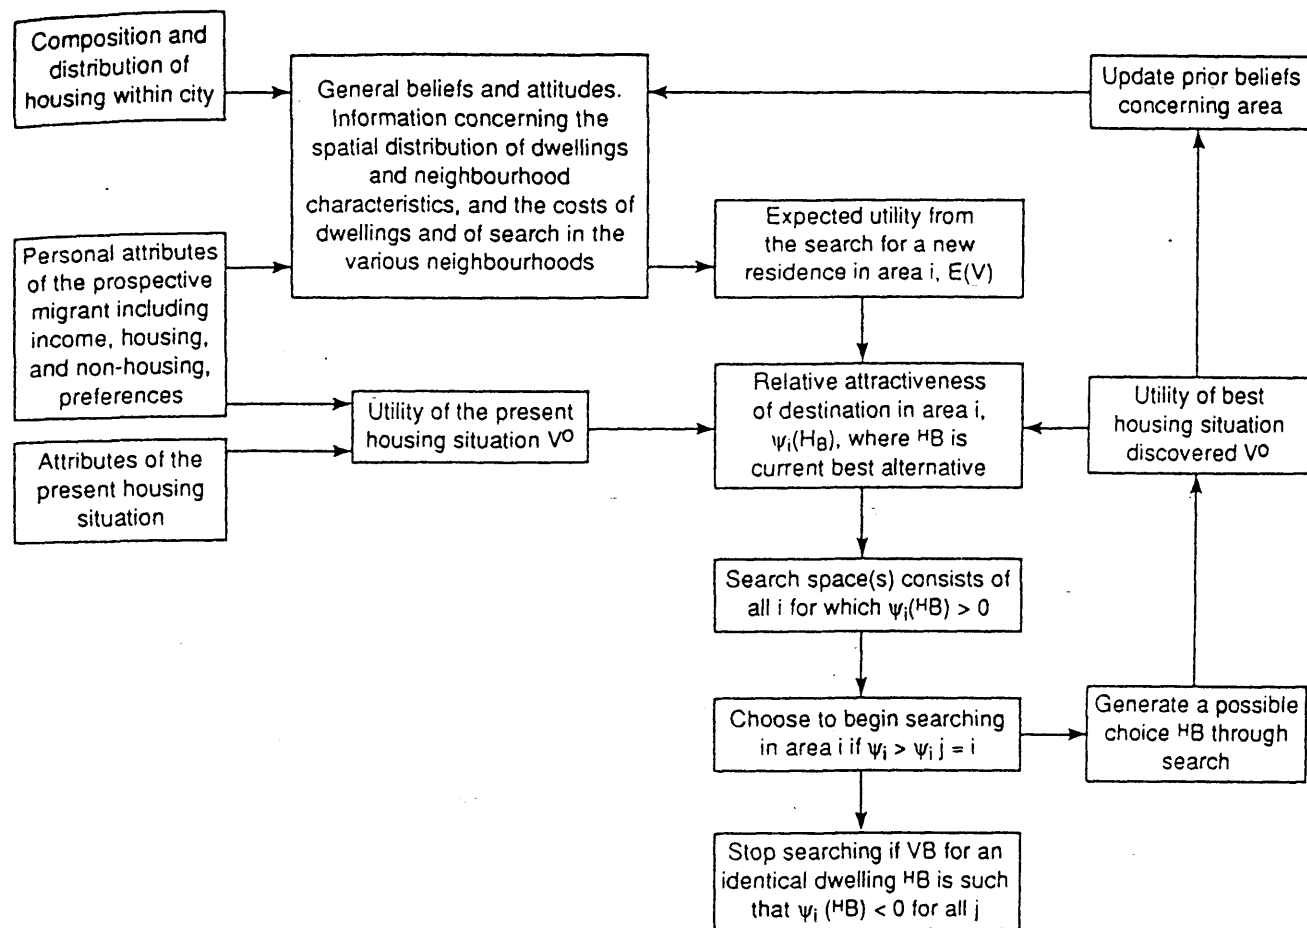 Composition and
distribution of
housing within city
General beliefs and attitudes.
Information concerning the
spatial distribution of dwellings
and neighbourhood
characteristics, and the costs of
dwellings and of search in the
various neighbourhoods
Update prior beliefs
concerning area
Personal attributes
of the prospective
migrant including
income, housing,
and non-housing,
preferences
Expected utility from
the search for a new
residence in area i, E(V)
Attributes of the
present housing
situation
Utility of the present
housing situation V⁰
Relative attractiveness
of destination in area i,
ψᵢ(H_B), where ᴴB is
current best alternative
Utility of best
housing situation
discovered V⁰
Search space(s) consists of
all i for which ψᵢ(ᴴB) > 0
Choose to begin searching
in area i if ψᵢ > ψᵢ j = i
Generate a possible
choice ᴴB through
search
Stop searching if VB for an
identical dwelling ᴴB is such
that ψᵢ (ᴴB) < 0 for all j